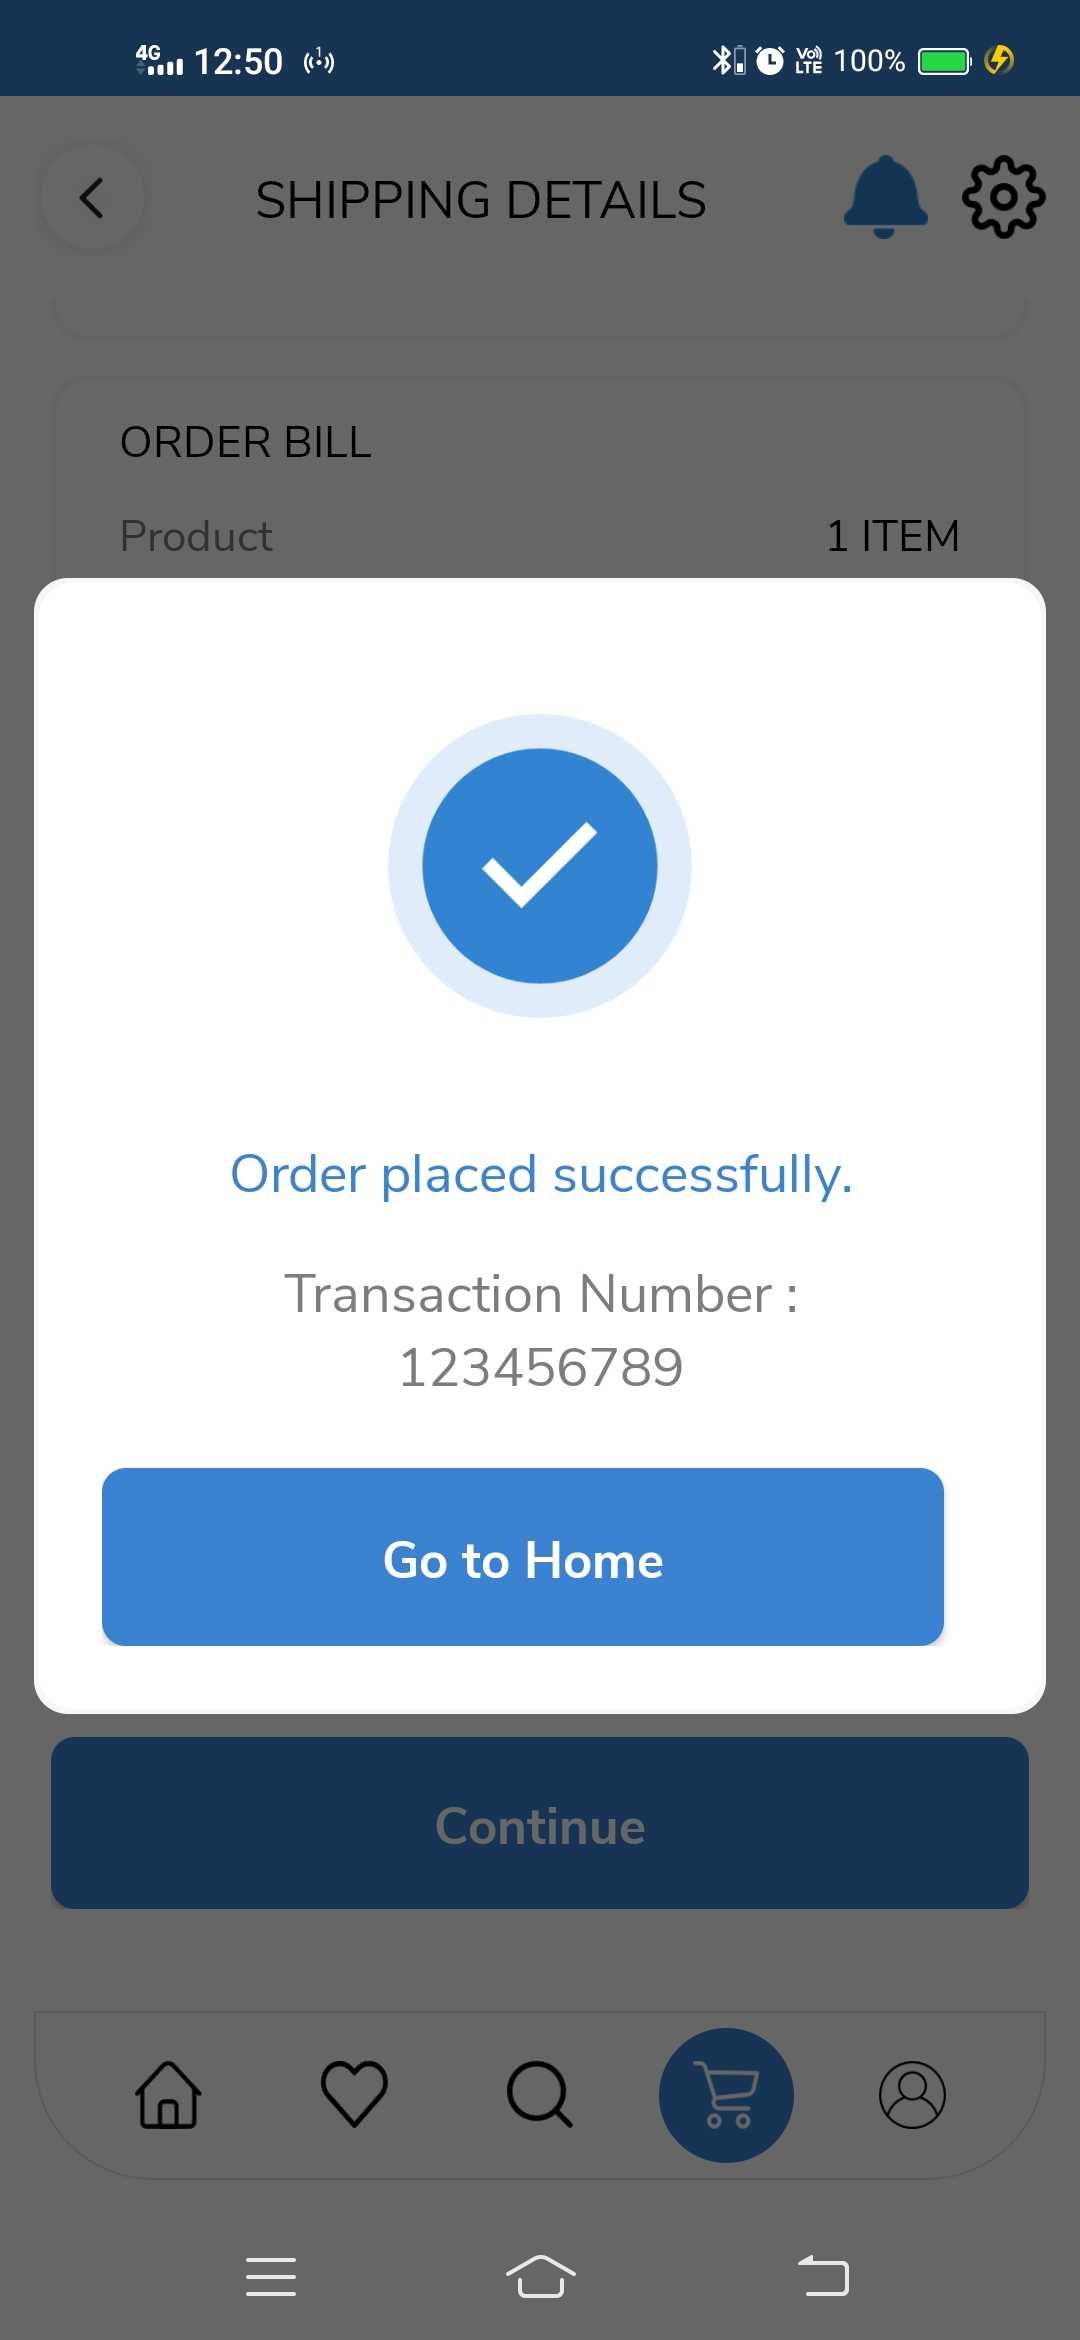 4G 12:50 1 Vo)) LTE 100%
SHIPPING DETAILS
ORDER BILL
Product 1 ITEM
Order placed successfully.
Transaction Number :
123456789
Go to Home
Continue